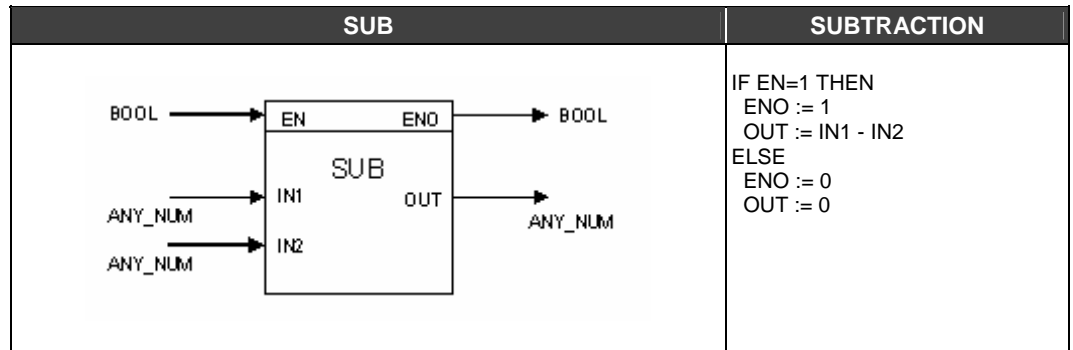 SUB
SUBTRACTION
BOOL
EN
ENO
BOOL
SUB
IN1
OUT
ANY_NUM
ANY_NUM
IN2
ANY_NUM
IF EN=1 THEN
ENO := 1
OUT := IN1 - IN2
ELSE
ENO := 0
OUT := 0